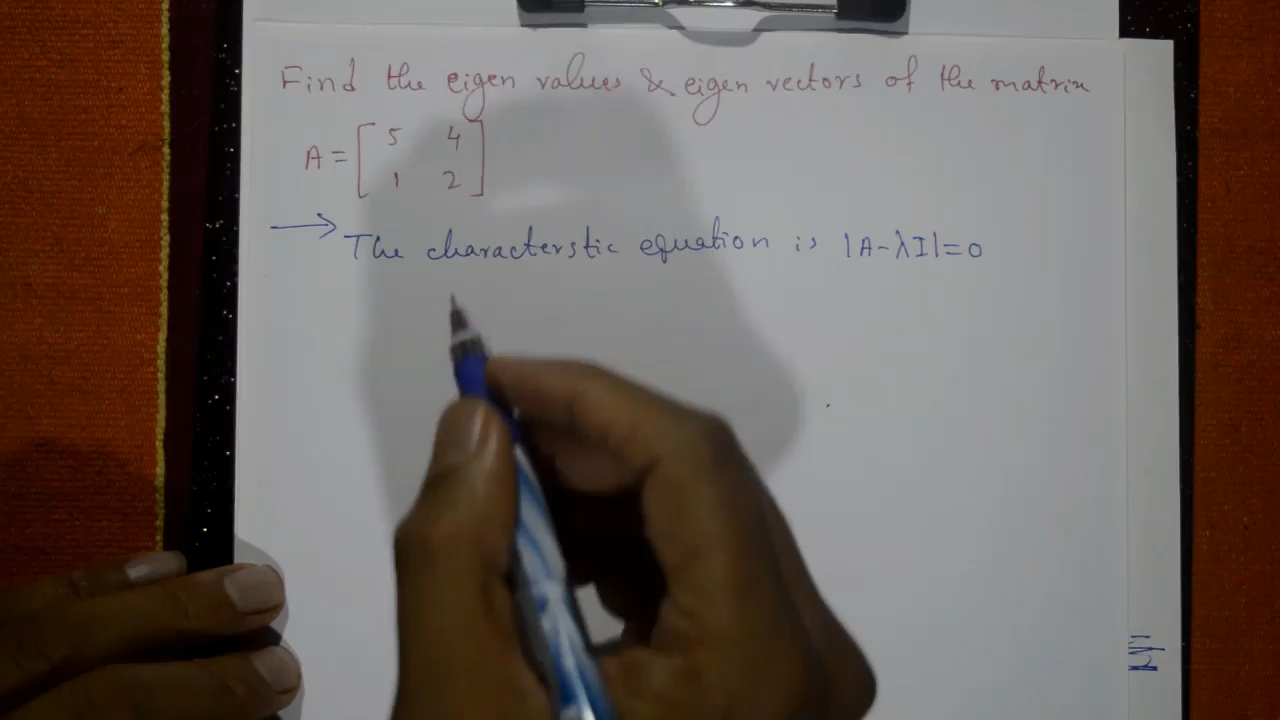 Find the eigen values & eigen vectors of the matrix
A = [ 5 4
1 2 ]
→ The characterstic equation is |A-λI|=0